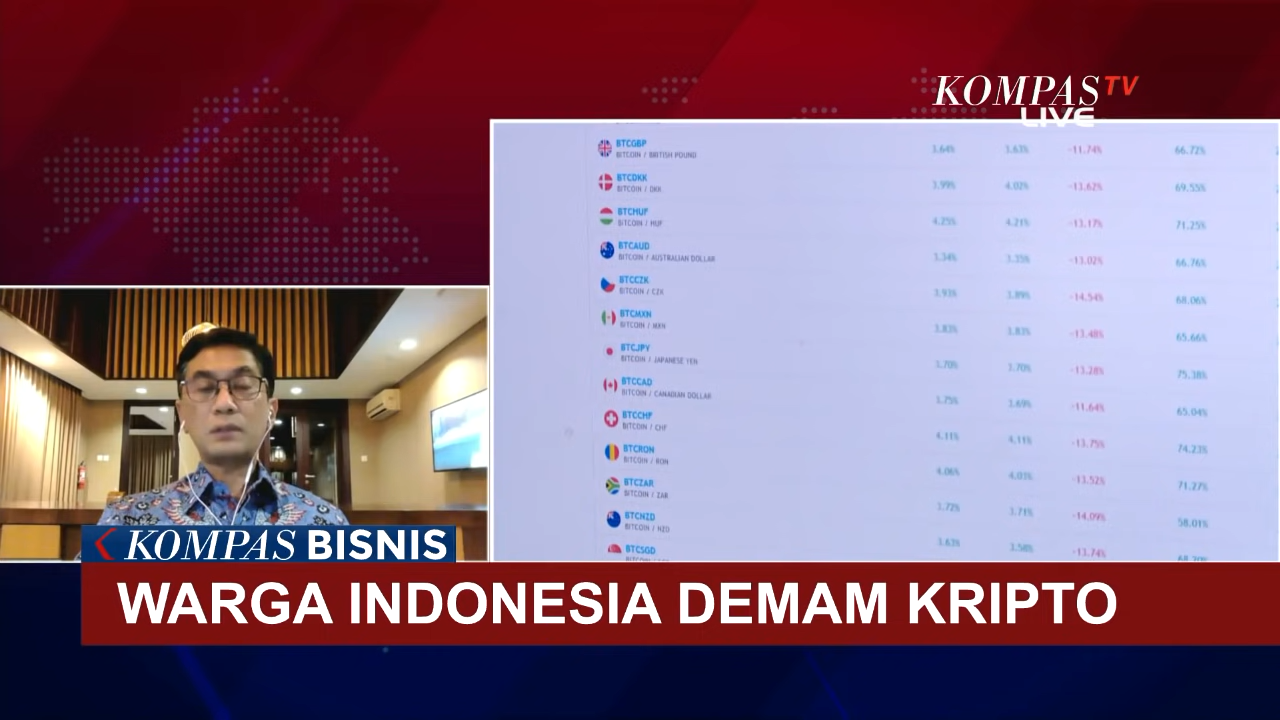 KOMPAS TV
LIVE
BTCGBP 3.64% 3.63% -11.74% 66.72%
BITCOIN / BRITISH POUND
BTCDKK 3.99% 4.02% -13.62% 69.55%
BITCOIN / DKK
BTCHUF 4.25% 4.21% -13.17% 71.25%
BITCOIN / HUF
BTCAUD 3.34% 3.35% -13.02% 66.76%
BITCOIN / AUSTRALIAN DOLLAR
BTCCZK 3.93% 3.89% -14.54% 68.06%
BITCOIN / CZK
BTCMXN 3.83% 3.83% -13.48% 65.66%
BITCOIN / MXN
BTCJPY 3.70% 3.70% -13.28% 75.38%
BITCOIN / JAPANESE YEN
BTCCAD 3.75% 3.69% -11.64% 65.04%
BITCOIN / CANADIAN DOLLAR
BTCCHF 4.11% 4.11% -13.75% 74.23%
BITCOIN / CHF
BTCRON 4.06% 4.03% -13.52% 71.27%
BITCOIN / RON
BTCZAR 3.72% 3.71% -14.09% 58.01%
BITCOIN / ZAR
BTCNZD 3.63% 3.58% -13.74%
BITCOIN / NZD
BTCSGD
KOMPAS BISNIS
WARGA INDONESIA DEMAM KRIPTO